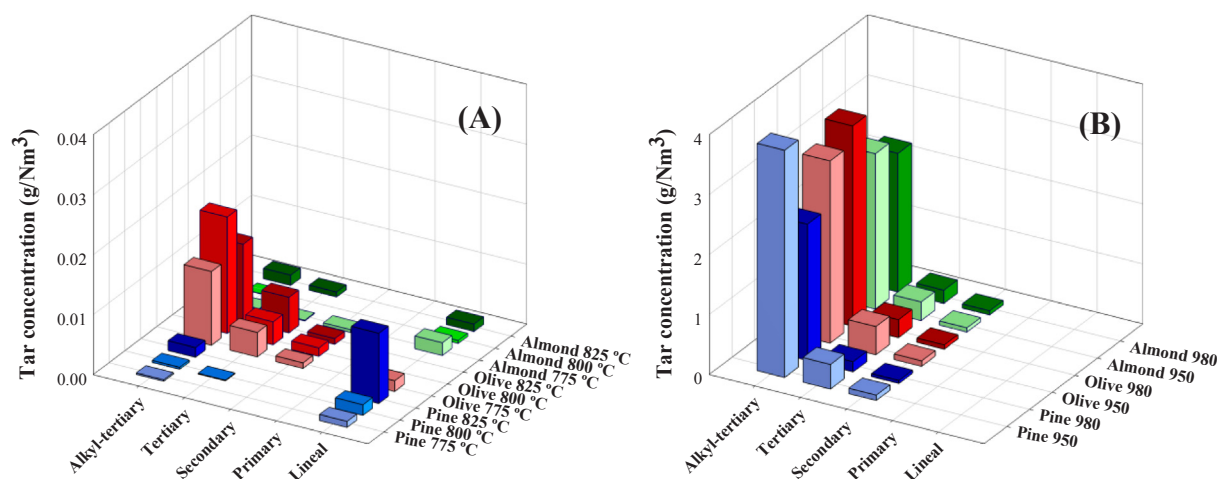 (A)
Tar concentration (g/Nm³)
0.04
0.03
0.02
0.01
0.00
Alkyl-tertiary
Tertiary
Secondary
Primary
Lineal
Almond 825 ºC
Almond 800 ºC
Almond 775 ºC
Olive 825 ºC
Olive 800 ºC
Olive 775 ºC
Pine 825 ºC
Pine 800 ºC
Pine 775 ºC
(B)
Tar concentration (g/Nm³)
4
3
2
1
0
Alkyl-tertiary
Tertiary
Secondary
Primary
Lineal
Almond 980
Almond 950
Olive 980
Olive 950
Pine 980
Pine 950